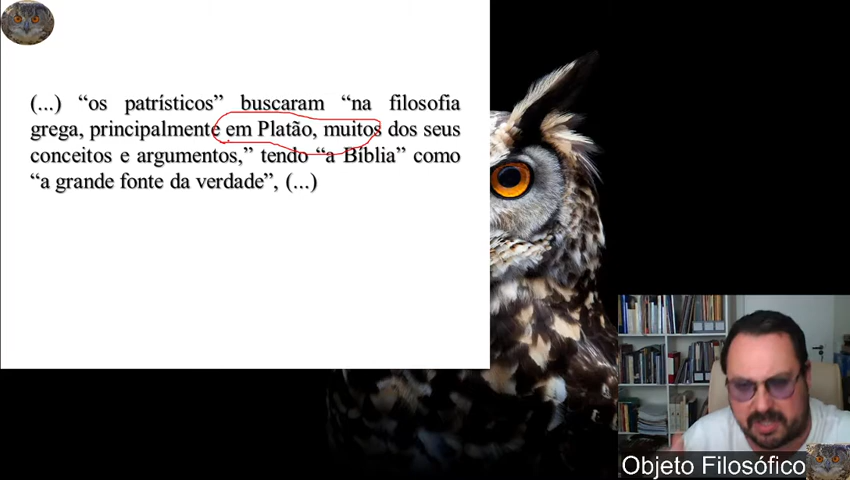 (...) “os patrísticos” buscaram “na filosofia
grega, principalmente em Platão, muitos dos seus
conceitos e argumentos,” tendo “a Bíblia” como
“a grande fonte da verdade”, (...)
Objeto Filosófico